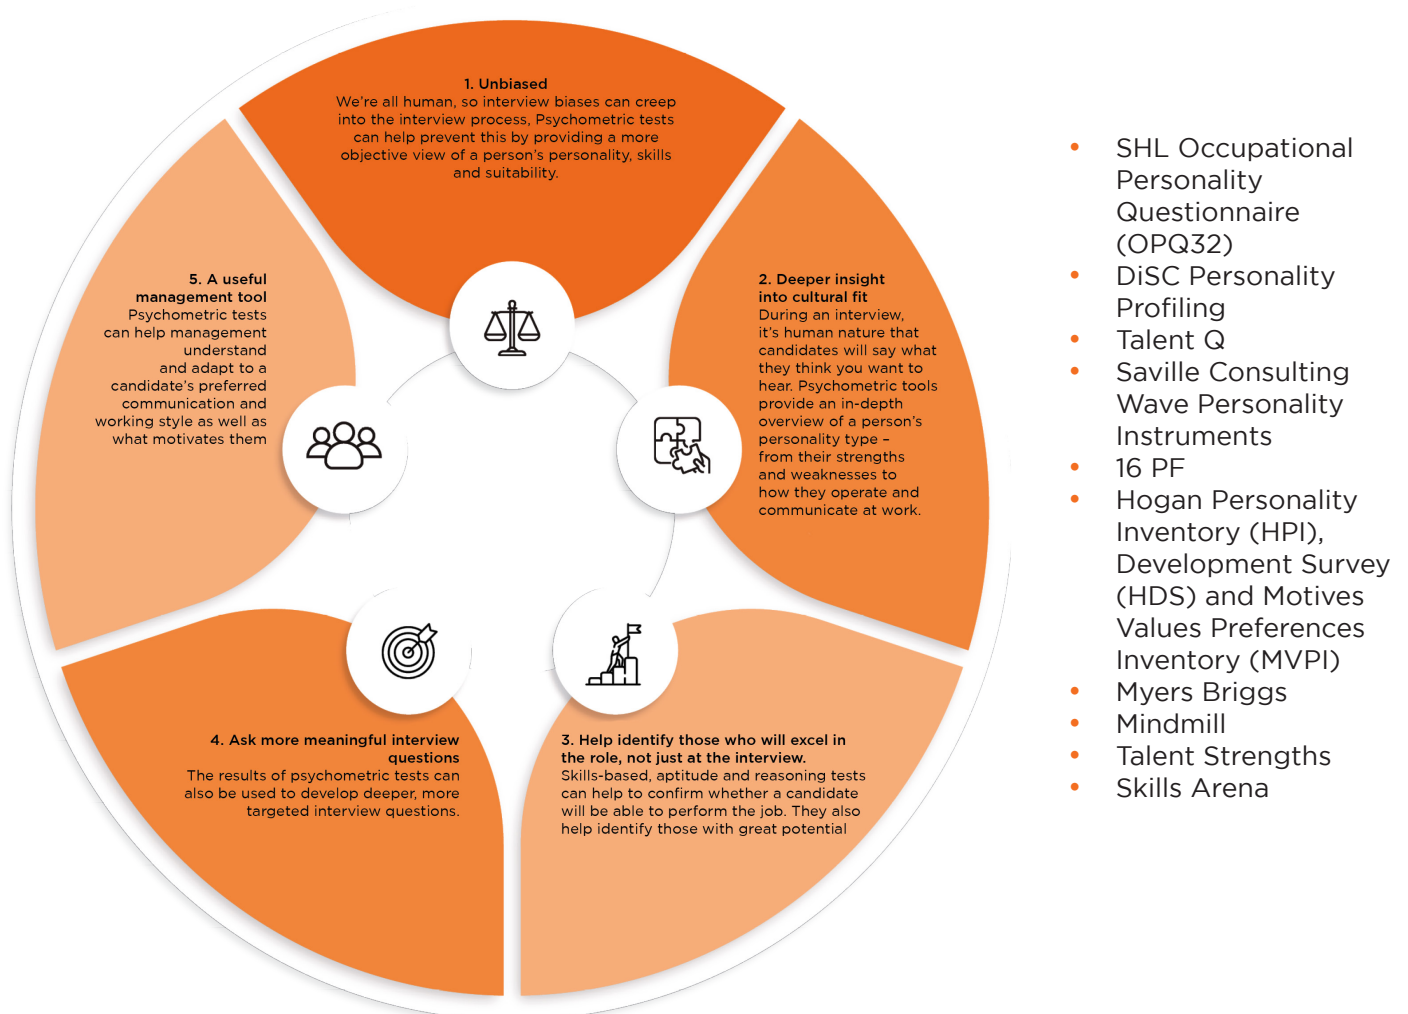 1. Unbiased
We're all human, so interview biases can creep
into the interview process, Psychometric tests
can help prevent this by providing a more
objective view of a person's personality, skills
and suitability.
2. Deeper insight
into cultural fit
During an interview,
it's human nature that
candidates will say what
they think you want to
hear. Psychometric tools
provide an in-depth
overview of a person's
personality type –
from their strengths
and weaknesses to
how they operate and
communicate at work.
3. Help identify those who will excel in
the role, not just at the interview.
Skills-based, aptitude and reasoning tests
can help to confirm whether a candidate
will be able to perform the job. They also
help identify those with great potential
4. Ask more meaningful interview
questions
The results of psychometric tests can
also be used to develop deeper, more
targeted interview questions.
5. A useful
management tool
Psychometric tests
can help management
understand
and adapt to a
candidate's preferred
communication and
working style as well as
what motivates them
• SHL Occupational
Personality
Questionnaire
(OPQ32)
• DiSC Personality
Profiling
• Talent Q
• Saville Consulting
Wave Personality
Instruments
• 16 PF
• Hogan Personality
Inventory (HPI),
Development Survey
(HDS) and Motives
Values Preferences
Inventory (MVPI)
• Myers Briggs
• Mindmill
• Talent Strengths
• Skills Arena